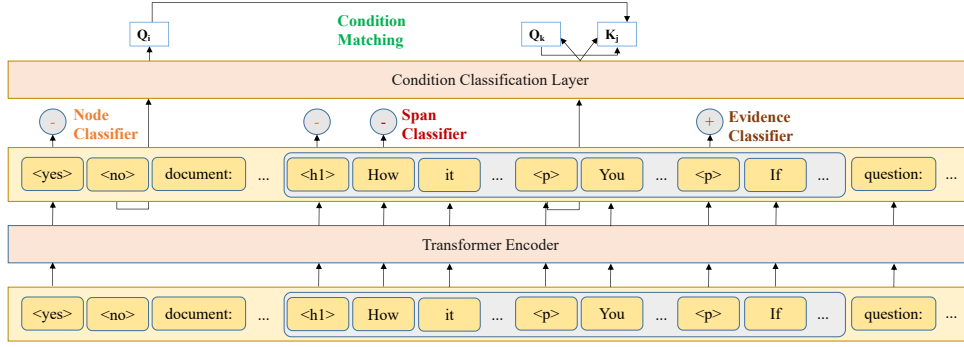 Condition
Matching
Qi Qk Kj
Condition Classification Layer
- Node
Classifier
- - Span
Classifier
+ Evidence
Classifier
<yes> <no> document: ... <h1> How it ... <p> You ... <p> If ... question: ...
Transformer Encoder
<yes> <no> document: ... <h1> How it ... <p> You ... <p> If ... question: ...